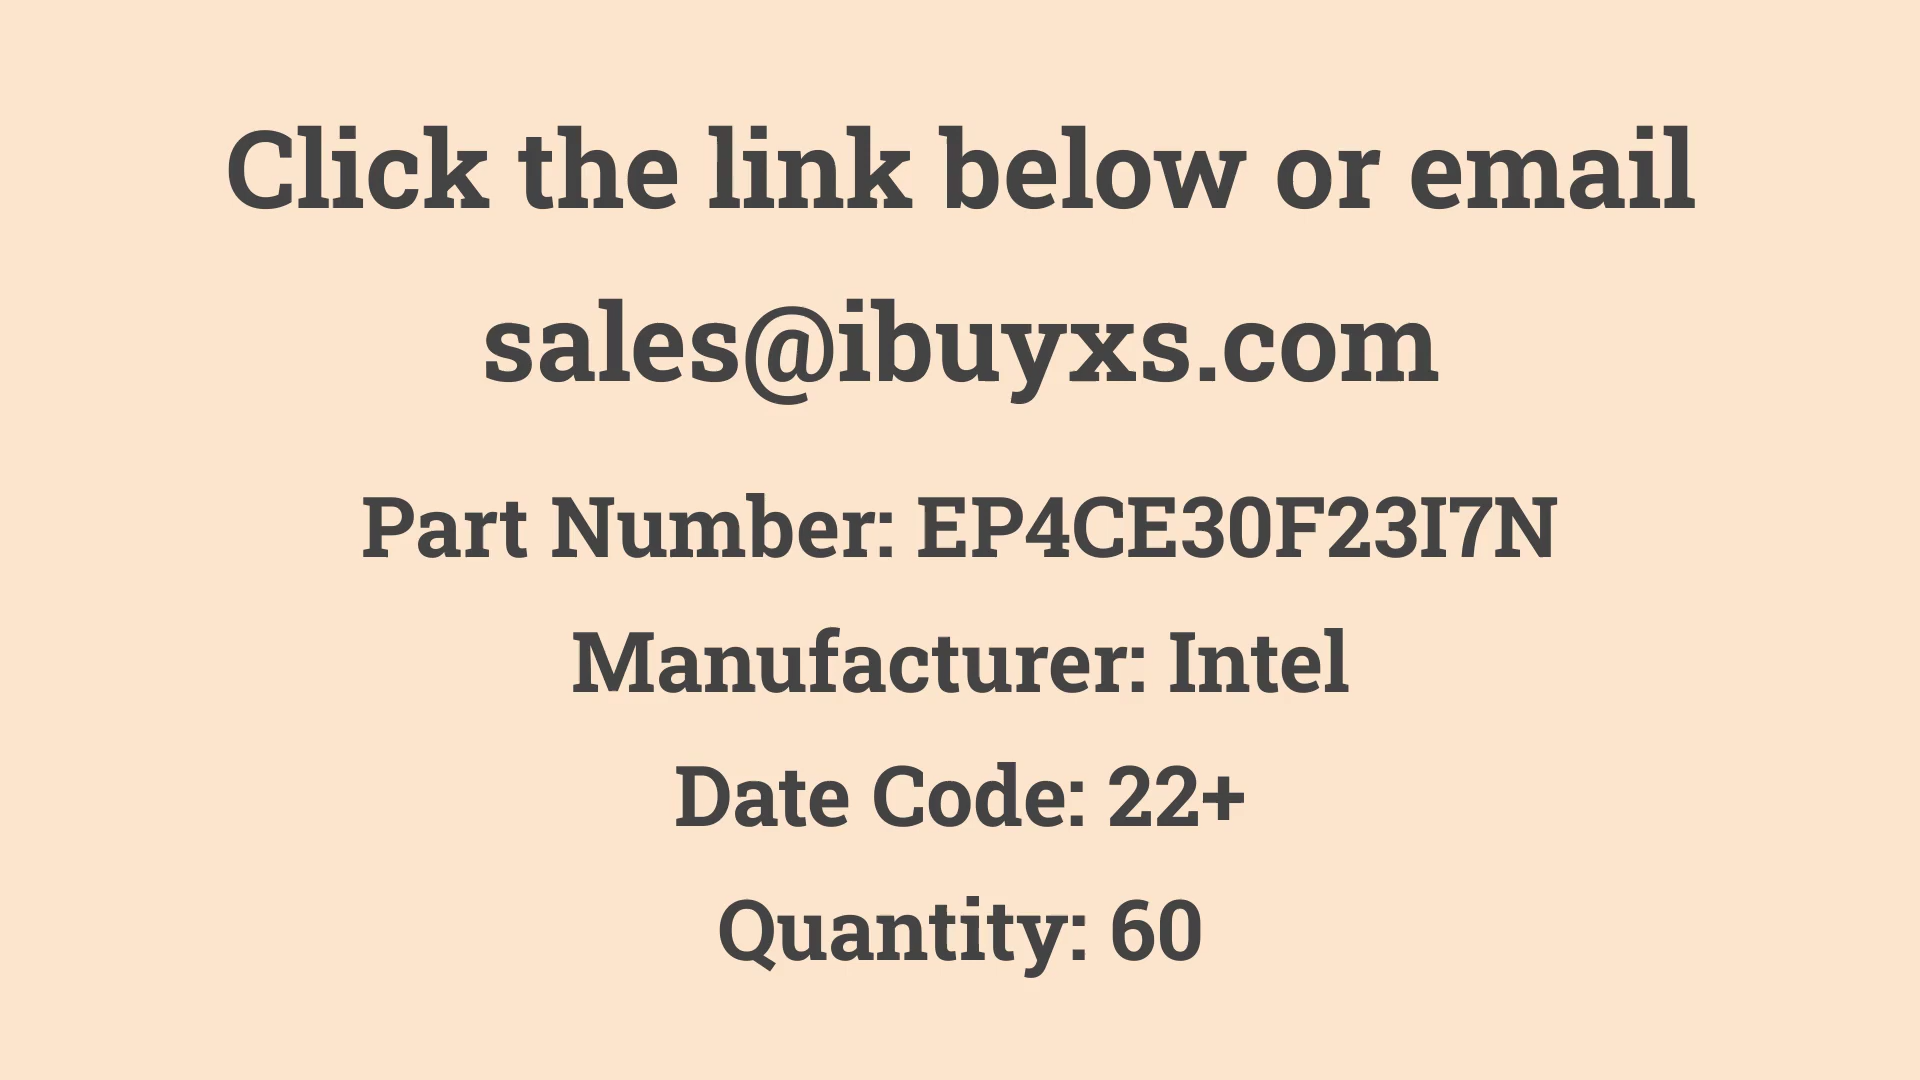 Click the link below or email
sales@ibuyxs.com
Part Number: EP4CE30F23I7N
Manufacturer: Intel
Date Code: 22+
Quantity: 60